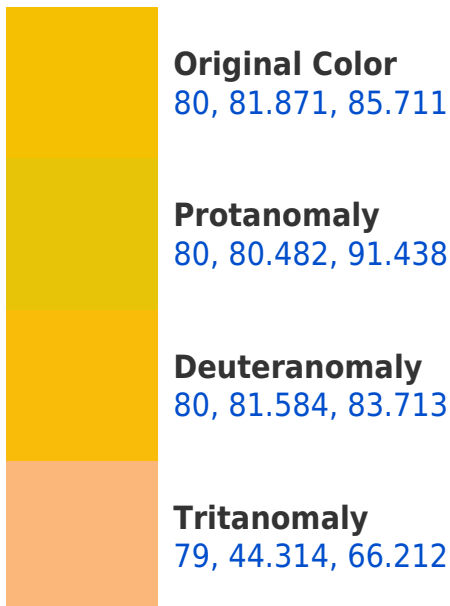 Original Color
80, 81.871, 85.711
Protanomaly
80, 80.482, 91.438
Deuteranomaly
80, 81.584, 83.713
Tritanomaly
79, 44.314, 66.212